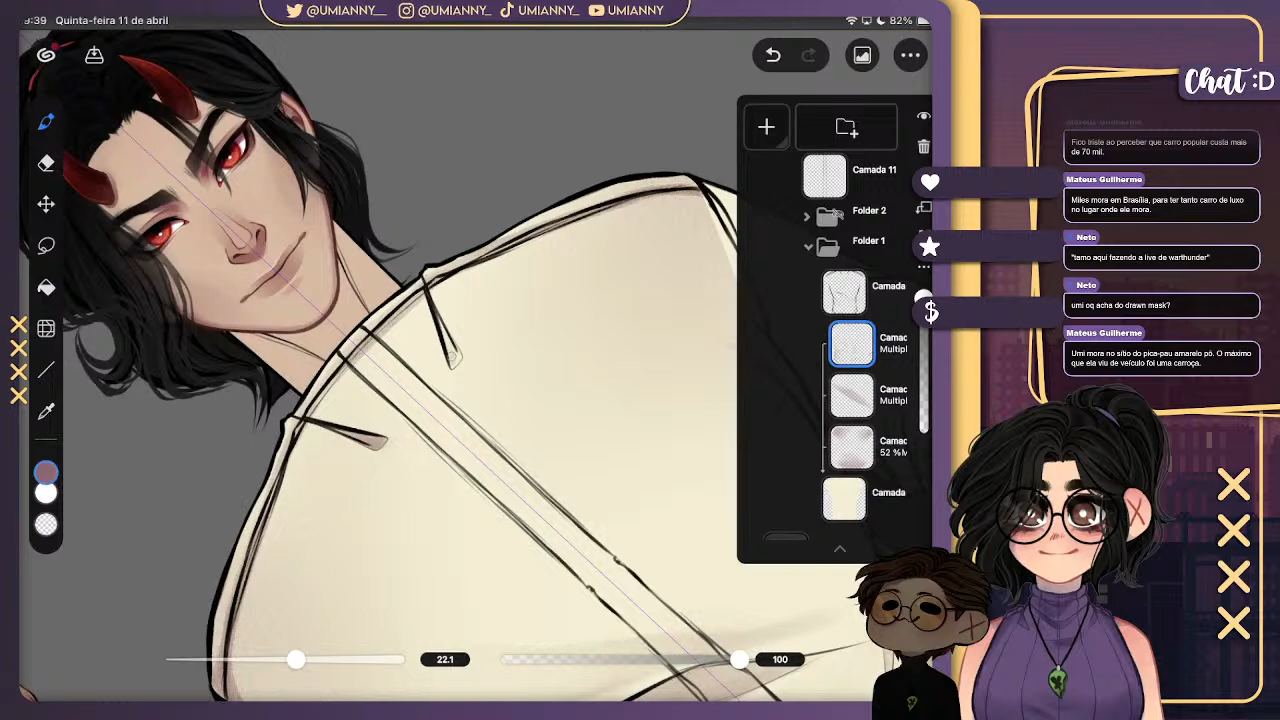 @UMIANNY__ @UMIANNY_ UMIANNY_ UMIANNY
9:39 Quinta-feira 11 de abril
82%
Chat :D
Fico triste ao perceber que carro popular custa mais
de 70 mil.
Mateus Guilherme
Miles mora em Brasília, para ter tanto carro de luxo
no lugar onde ele mora.
Neto
"tamo aqui fazendo a live de warthunder"
Neto
umi oq acha do drawn mask?
Mateus Guilherme
Umi mora no sítio do pica-pau amarelo pô. O máximo
que ela viu de veículo foi uma carroça.
Camada 11
Folder 2
Folder 1
Camada
Camac
Multipl
Camac
Multipl
Camac
52 %
Camada
22.1
100